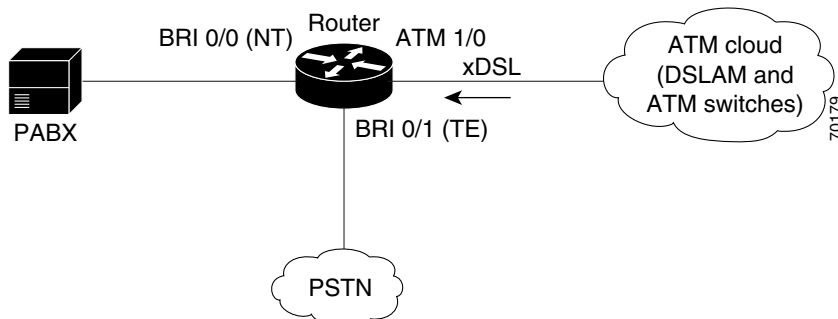 Router
BRI 0/0 (NT)
ATM 1/0
xDSL
ATM cloud
(DSLAM and
ATM switches)
70179
PABX
BRI 0/1 (TE)
PSTN